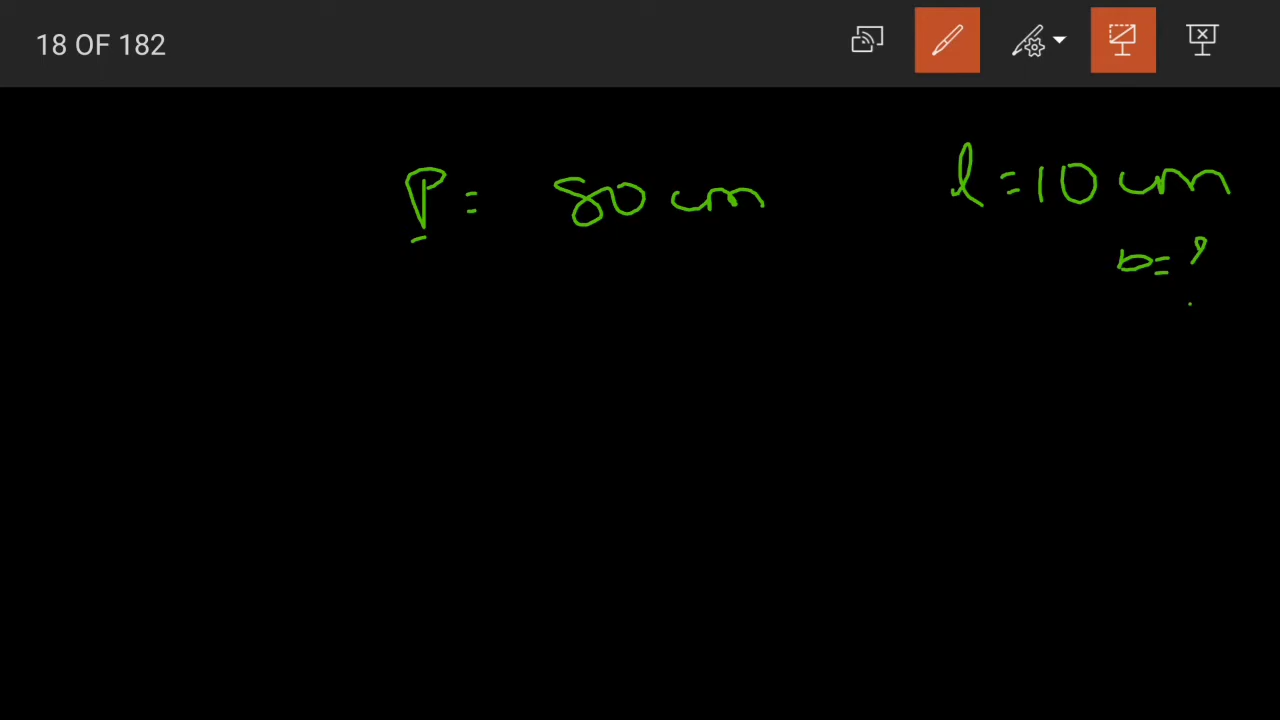 18 OF 182
P = 80 cm
l = 10 cm
b = ?